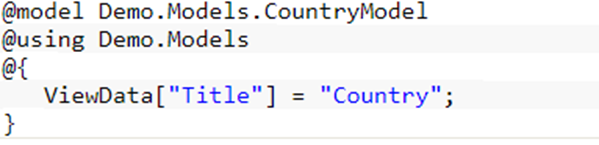 @model Demo.Models.CountryModel
@using Demo.Models
@{
   ViewData["Title"] = "Country";
}